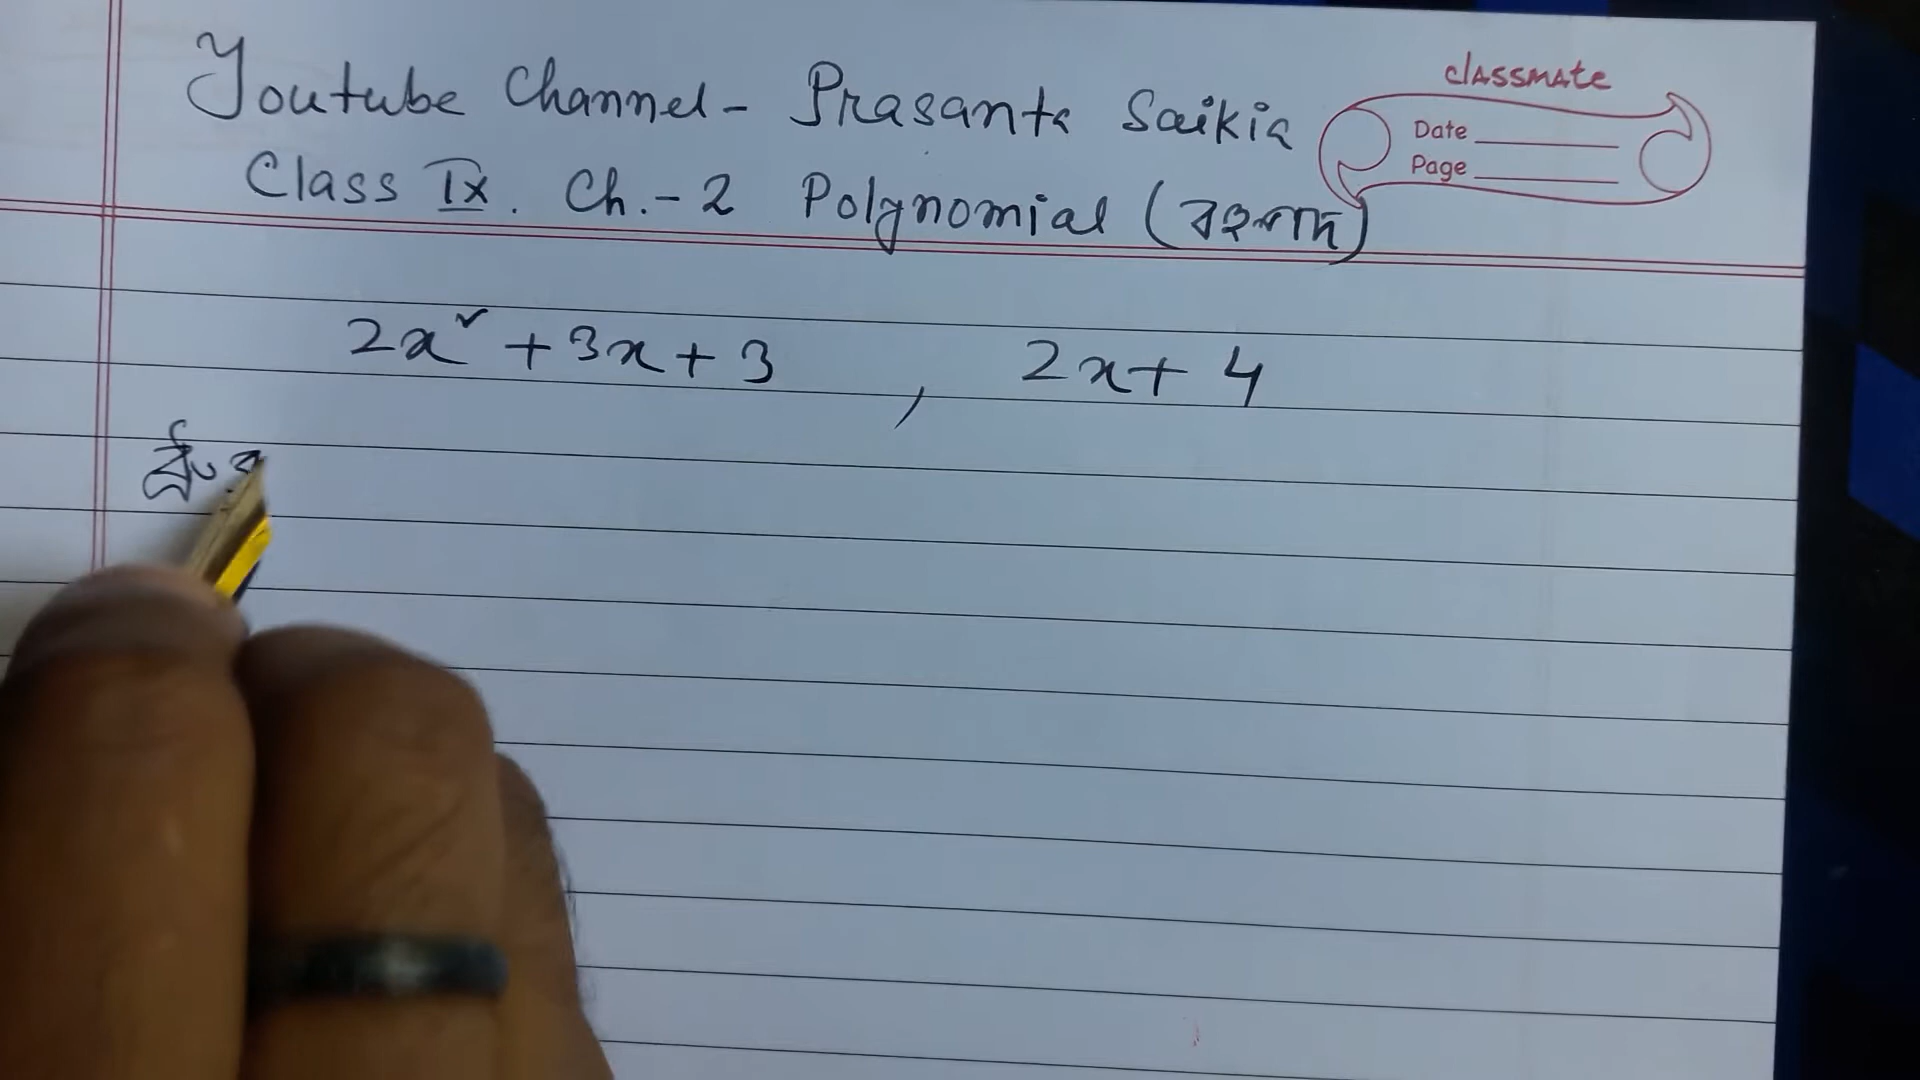 Youtube Channel - Prasanta Saikia
classmate
Date
Page
Class IX. Ch.-2 Polynomial (বহুপদ)
2x² + 3x + 3 , 2x + 4